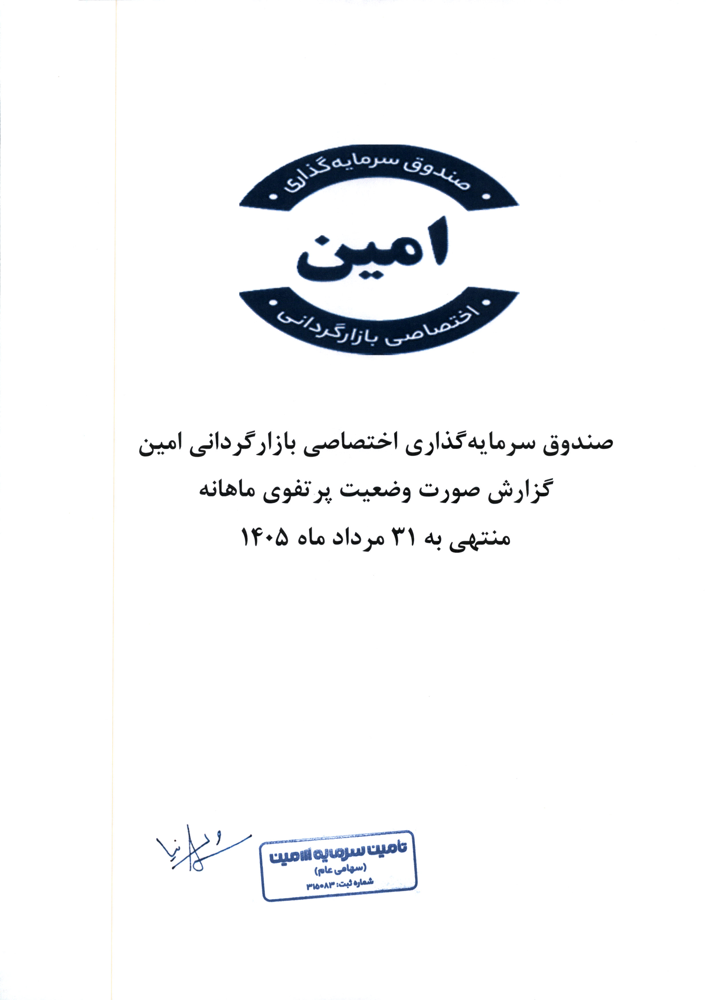 صندوق سرمایه‌گذاری
امین
اختصاصی بازارگردانی
صندوق سرمایه‌گذاری اختصاصی بازارگردانی امین
گزارش صورت وضعیت پرتفوی ماهانه
منتهی به ۳۱ مرداد ماه ۱۴۰۵
تامین سرمایه امین
(سهامی عام)
شماره ثبت: ۳۱۵۰۸۳